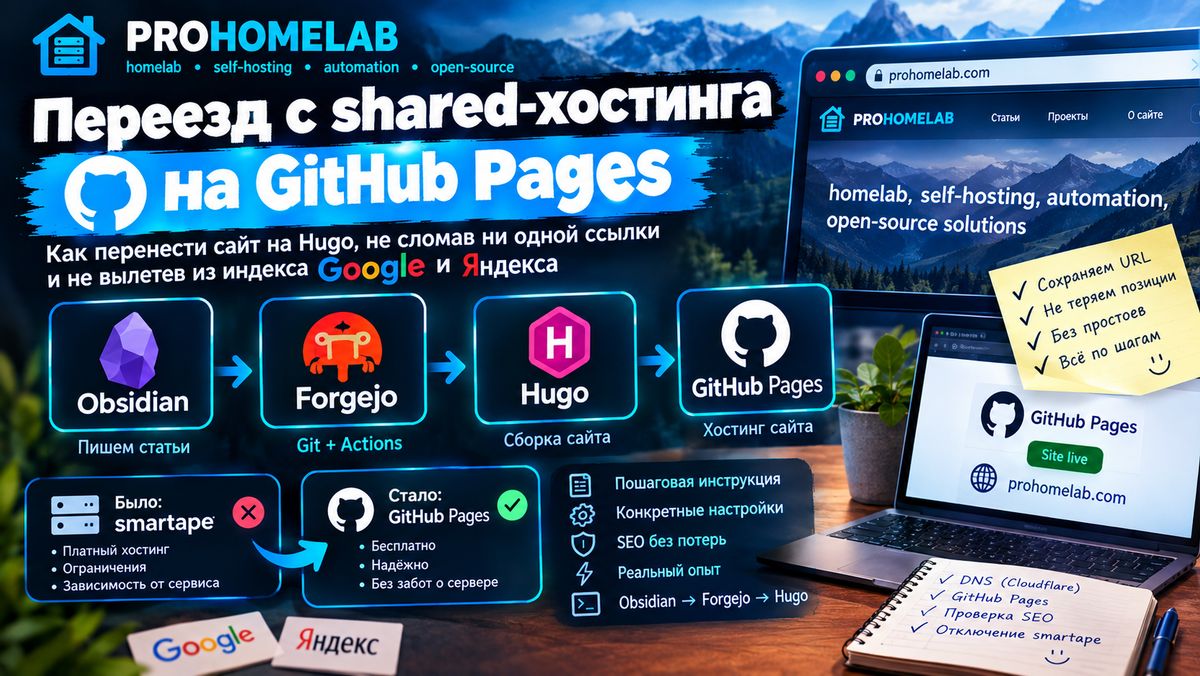 PROHOMELAB
homelab • self-hosting • automation • open-source
Переезд с shared-хостинга
на GitHub Pages
Как перенести сайт на Hugo, не сломав ни одной ссылки
и не вылетев из индекса Google и Яндекса
Obsidian
Пишем статьи
Forgejo
Git + Actions
H
Hugo
Сборка сайта
GitHub Pages
Хостинг сайта
Было:
smartape
• Платный хостинг
• Ограничения
• Зависимость от сервиса
Стало:
GitHub Pages
• Бесплатно
• Надёжно
• Без забот о сервере
Пошаговая инструкция
Конкретные настройки
SEO без потерь
Реальный опыт
Obsidian → Forgejo → Hugo
Google
Яндекс
prohomelab.com
PROHOMELAB
Статьи
Проекты
О сайте
homelab, self-hosting, automation,
open-source solutions
✓ Сохраняем URL
✓ Не теряем позиции
✓ Без простоев
✓ Всё по шагам
GitHub Pages
Site live
prohomelab.com
✓ DNS (Cloudflare)
✓ GitHub Pages
✓ Проверка SEO
✓ Отключение smartape